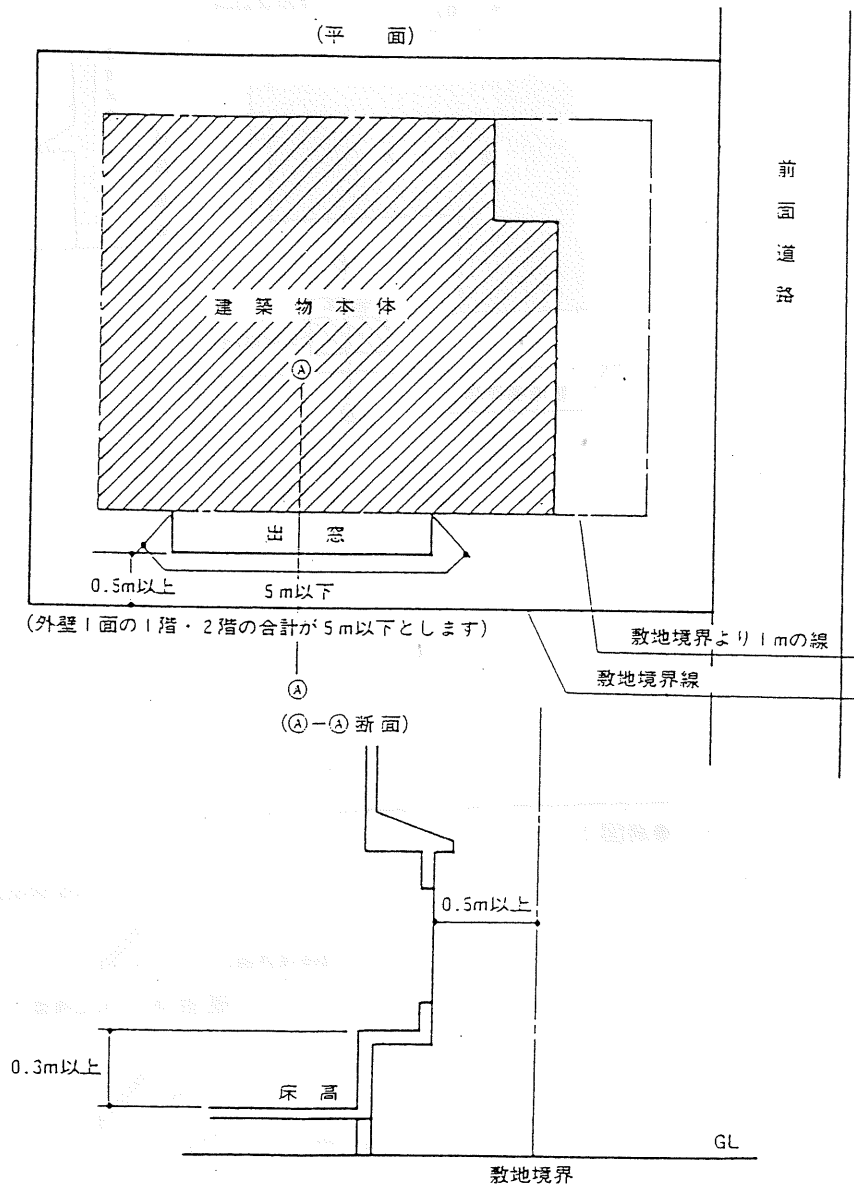 (平　面)
前面道路
建築物本体
Ⓐ
出　窓
0.5m以上
5m以下
(外壁1面の1階・2階の合計が5m以下とします)
敷地境界より1mの線
敷地境界線
Ⓐ
(Ⓐ－Ⓐ断面)
0.5m以上
0.3m以上
床　高
GL
敷地境界